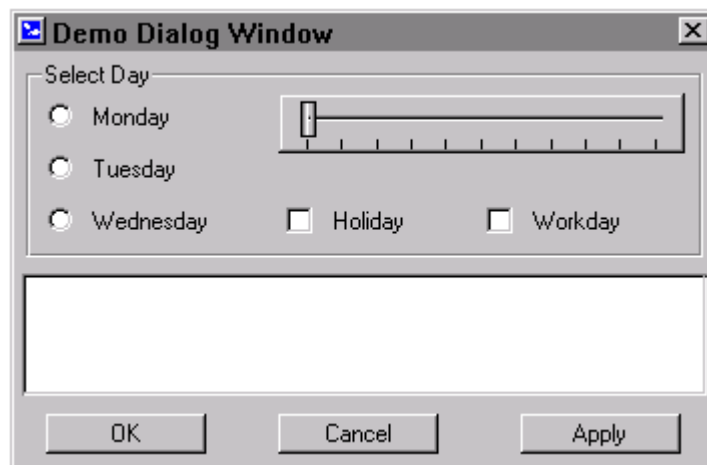 Demo Dialog Window
Select Day
Monday
Tuesday
Wednesday Holiday Workday
OK Cancel Apply